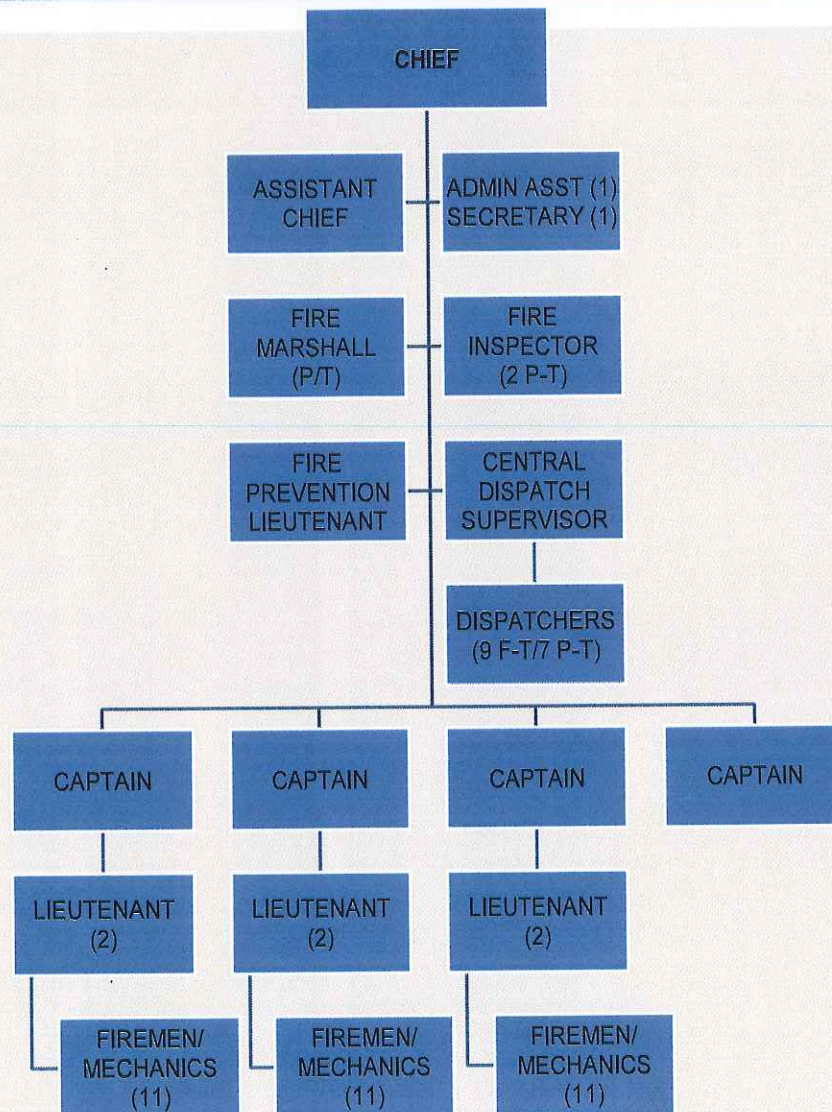 CHIEF
ASSISTANT
CHIEF
ADMIN ASST (1)
SECRETARY (1)
FIRE
MARSHALL
(P/T)
FIRE
INSPECTOR
(2 P-T)
FIRE
PREVENTION
LIEUTENANT
CENTRAL
DISPATCH
SUPERVISOR
DISPATCHERS
(9 F-T/7 P-T)
CAPTAIN
CAPTAIN
CAPTAIN
CAPTAIN
LIEUTENANT
(2)
LIEUTENANT
(2)
LIEUTENANT
(2)
FIREMEN/
MECHANICS
(11)
FIREMEN/
MECHANICS
(11)
FIREMEN/
MECHANICS
(11)